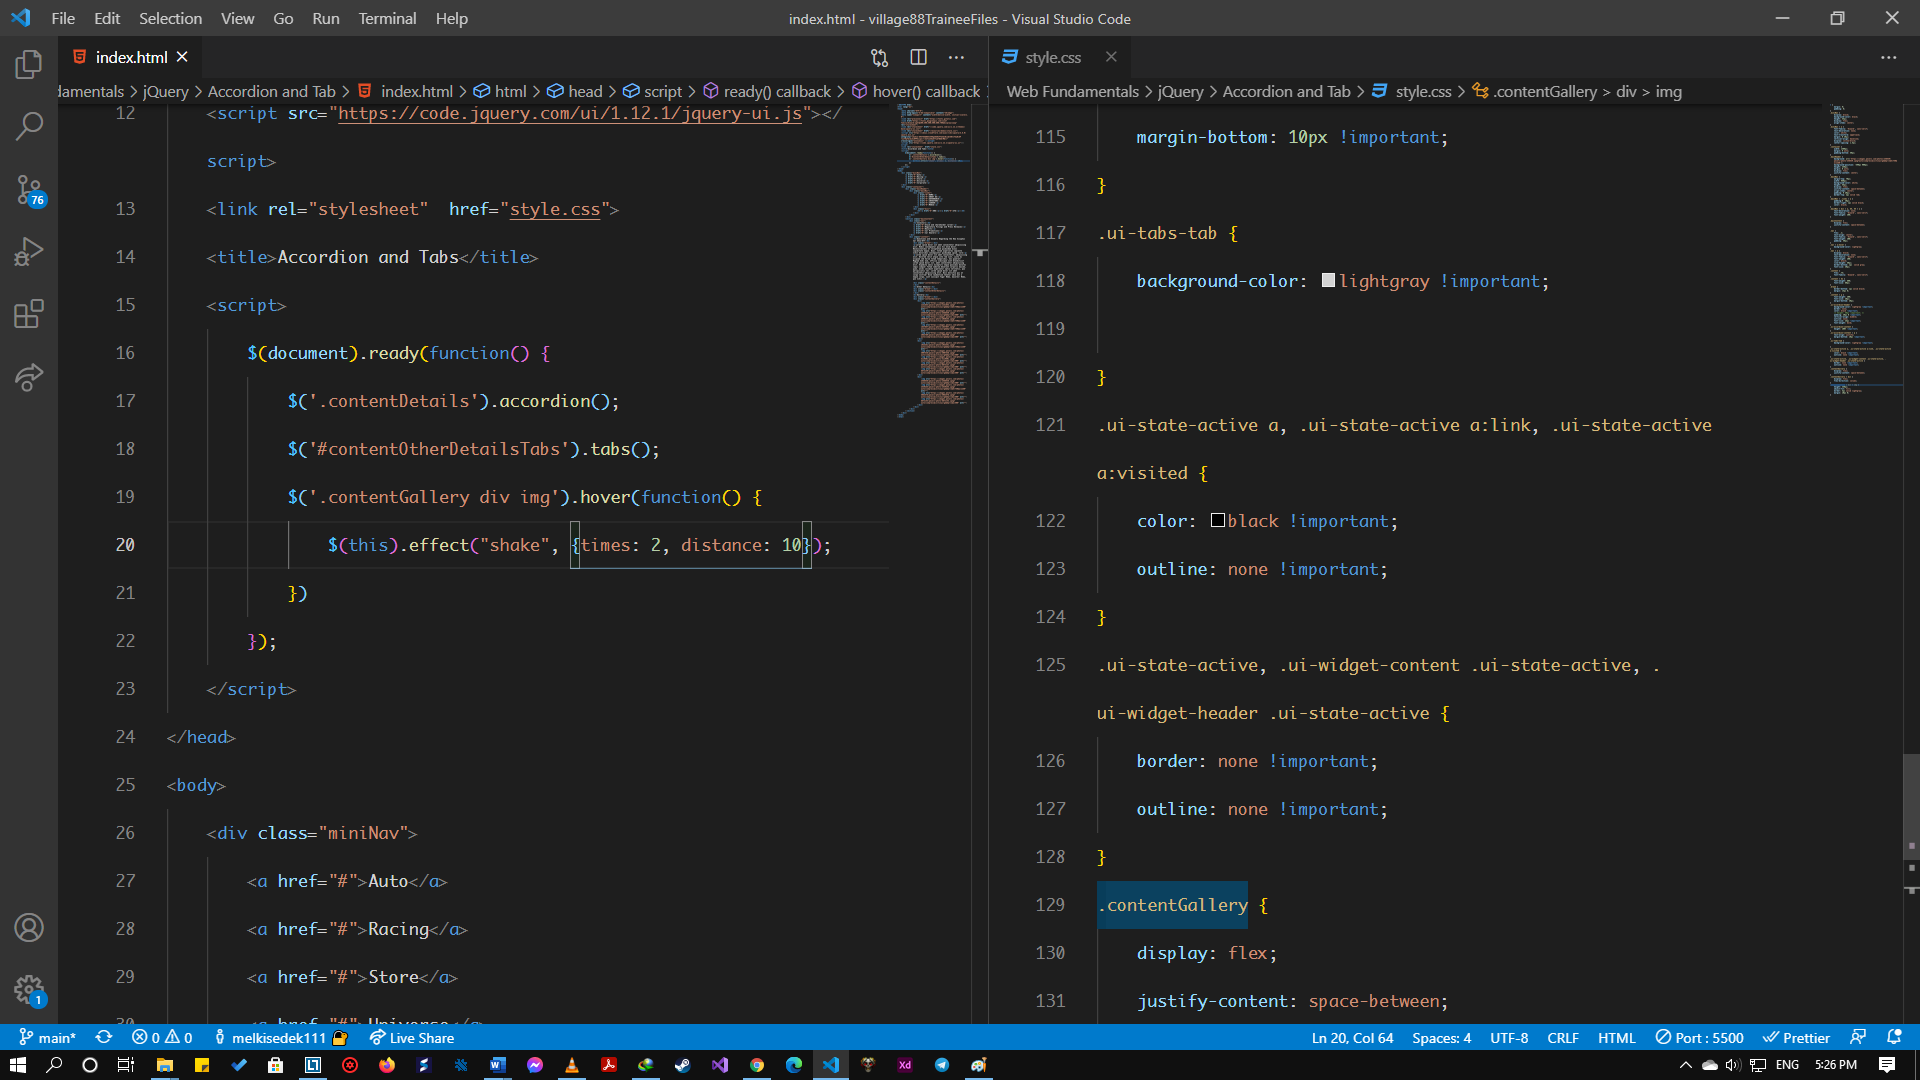 File Edit Selection View Go Run Terminal Help
index.html - village88TraineeFiles - Visual Studio Code
index.html
damentals > jQuery > Accordion and Tab > index.html > html > head > script > ready() callback > hover() callback
12 <script src="https://code.jquery.com/ui/1.12.1/jquery-ui.js"></
script>
13 <link rel="stylesheet"  href="style.css">
14 <title>Accordion and Tabs</title>
15 <script>
16 $(document).ready(function() {
17 $('.contentDetails').accordion();
18 $('#contentOtherDetailsTabs').tabs();
19 $('.contentGallery div img').hover(function() {
20 $(this).effect("shake", {times: 2, distance: 10});
21 })
22 });
23 </script>
24 </head>
25 <body>
26 <div class="miniNav">
27 <a href="#">Auto</a>
28 <a href="#">Racing</a>
29 <a href="#">Store</a>
30 <a href="#">Universe</a>
style.css
Web Fundamentals > jQuery > Accordion and Tab > style.css > .contentGallery > div > img
115 margin-bottom: 10px !important;
116 }
117 .ui-tabs-tab {
118 background-color: lightgray !important;
119
120 }
121 .ui-state-active a, .ui-state-active a:link, .ui-state-active
a:visited {
122 color: black !important;
123 outline: none !important;
124 }
125 .ui-state-active, .ui-widget-content .ui-state-active, .
ui-widget-header .ui-state-active {
126 border: none !important;
127 outline: none !important;
128 }
129 .contentGallery {
130 display: flex;
131 justify-content: space-between;
76
1
main* 0 0 melkisedek111 Live Share
Ln 20, Col 64 Spaces: 4 UTF-8 CRLF HTML Port : 5500 Prettier
ENG 5:26 PM